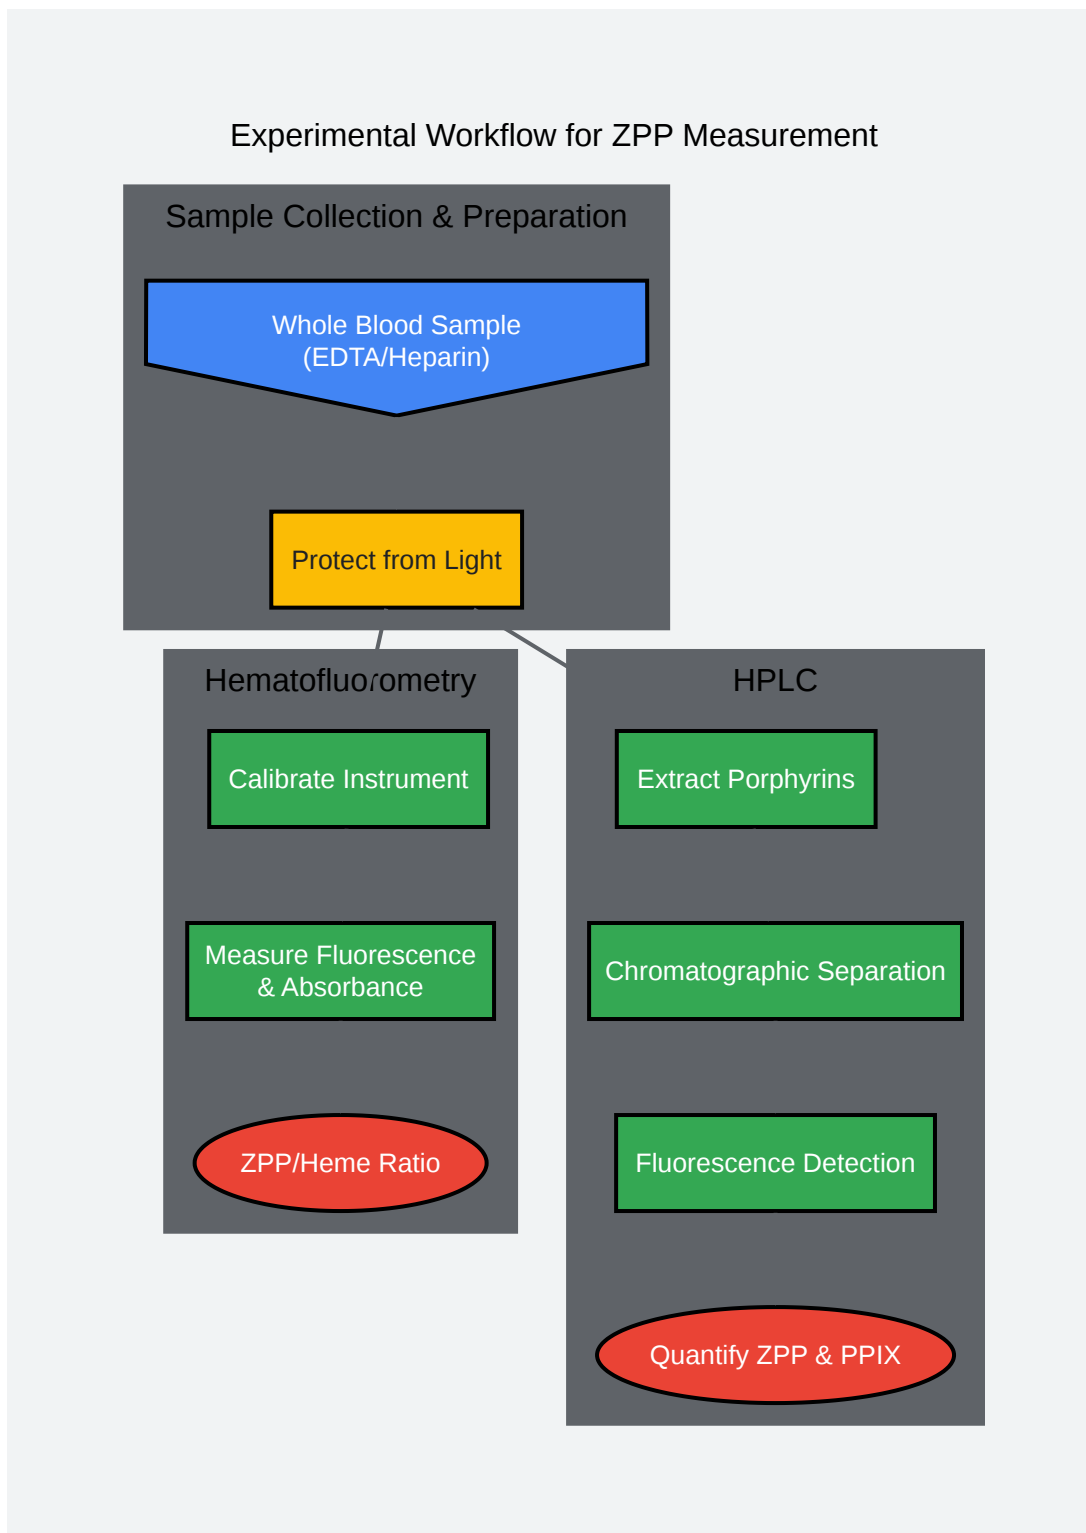 Experimental Workflow for ZPP Measurement
Sample Collection & Preparation
Whole Blood Sample
(EDTA/Heparin)
Protect from Light
Hematofluorometry
Calibrate Instrument
Measure Fluorescence
& Absorbance
ZPP/Heme Ratio
HPLC
Extract Porphyrins
Chromatographic Separation
Fluorescence Detection
Quantify ZPP & PPIX